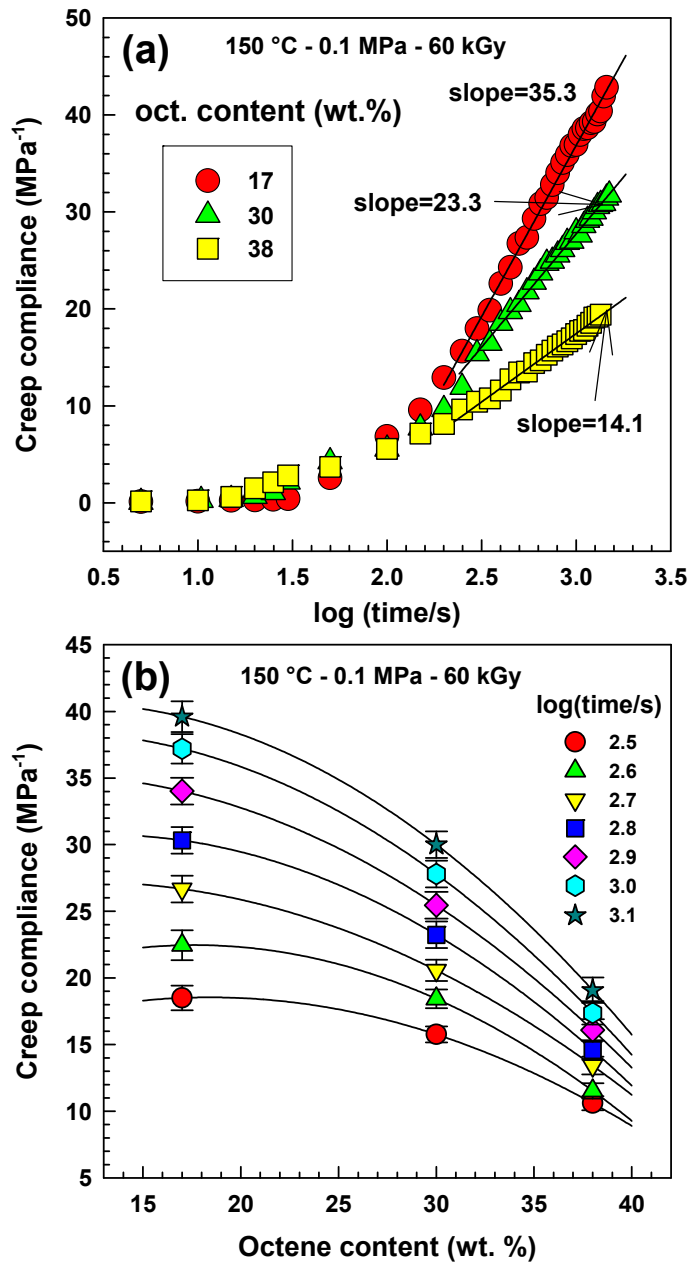 (a)
150 °C - 0.1 MPa - 60 kGy
oct. content (wt.%)
17
30
38
slope=35.3
slope=23.3
slope=14.1
Creep compliance (MPa⁻¹)
50
40
30
20
10
0
0.5 1.0 1.5 2.0 2.5 3.0 3.5
log (time/s)
(b)
150 °C - 0.1 MPa - 60 kGy
log(time/s)
2.5
2.6
2.7
2.8
2.9
3.0
3.1
Creep compliance (MPa⁻¹)
45
40
35
30
25
20
15
10
5
15 20 25 30 35 40
Octene content (wt. %)